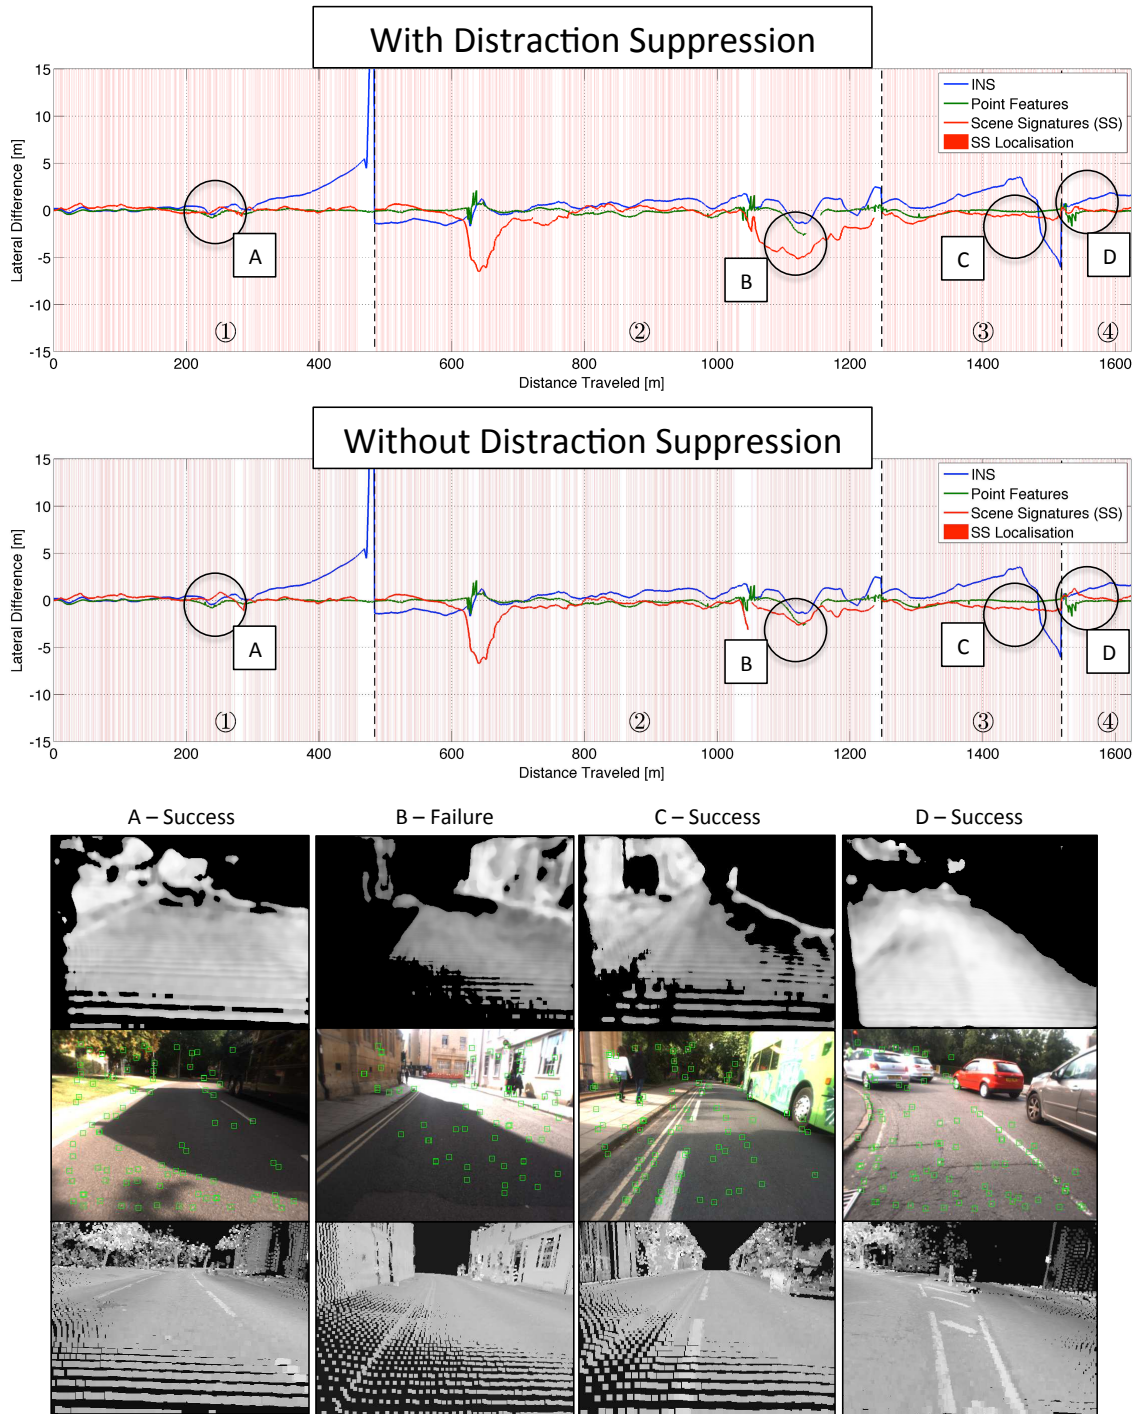 With Distraction Suppression
15
10
5
0
-5
-10
-15
Lateral Difference [m]
INS
Point Features
Scene Signatures (SS)
SS Localisation
A
B
C
D
①
②
③
④
0
200
400
600
800
1000
1200
1400
1600
Distance Traveled [m]
Without Distraction Suppression
15
10
5
0
-5
-10
-15
Lateral Difference [m]
INS
Point Features
Scene Signatures (SS)
SS Localisation
A
B
C
D
①
②
③
④
0
200
400
600
800
1000
1200
1400
1600
Distance Traveled [m]
A – Success
B – Failure
C – Success
D – Success